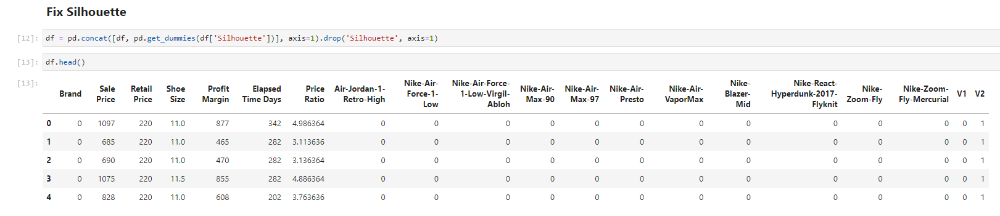 Fix Silhouette
[12]: df = pd.concat([df, pd.get_dummies(df['Silhouette'])], axis=1).drop('Silhouette', axis=1)
[13]: df.head()
[13]:
Brand Sale Price Retail Price Shoe Size Profit Margin Elapsed Time Days Price Ratio Air-Jordan-1-Retro-High Nike-Air-Force-1-Low Nike-Air-Force-1-Low-Virgil-Abloh Nike-Air-Max-90 Nike-Air-Max-97 Nike-Air-Presto Nike-Air-VaporMax Nike-Blazer-Mid Nike-React-Hyperdunk-2017-Flyknit Nike-Zoom-Fly Nike-Zoom-Fly-Mercurial V1 V2
0 0 1097 220 11.0 877 342 4.986364 0 0 0 0 0 0 0 0 0 0 0 0 1
1 0 685 220 11.0 465 282 3.113636 0 0 0 0 0 0 0 0 0 0 0 0 1
2 0 690 220 11.0 470 282 3.136364 0 0 0 0 0 0 0 0 0 0 0 0 1
3 0 1075 220 11.5 855 282 4.886364 0 0 0 0 0 0 0 0 0 0 0 0 1
4 0 828 220 11.0 608 202 3.763636 0 0 0 0 0 0 0 0 0 0 0 0 1